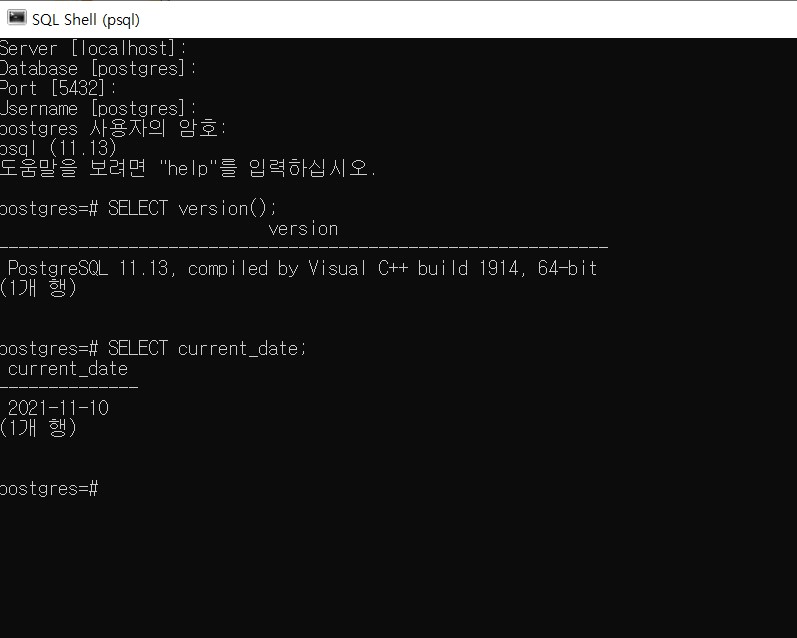 SQL Shell (psql)
Server [localhost]:
Database [postgres]:
Port [5432]:
Username [postgres]:
postgres 사용자의 암호:
psql (11.13)
도움말을 보려면 "help"를 입력하십시오.
postgres=# SELECT version();
version
------------------------------------------------------------
PostgreSQL 11.13, compiled by Visual C++ build 1914, 64-bit
(1개 행)
postgres=# SELECT current_date;
current_date
--------------
2021-11-10
(1개 행)
postgres=#